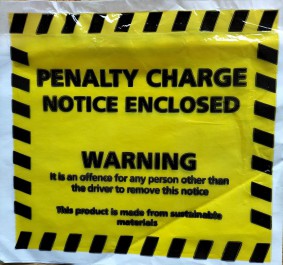 PENALTY CHARGE
NOTICE ENCLOSED
WARNING
It is an offence for any person other than
the driver to remove this notice
This product is made from sustainable
materials